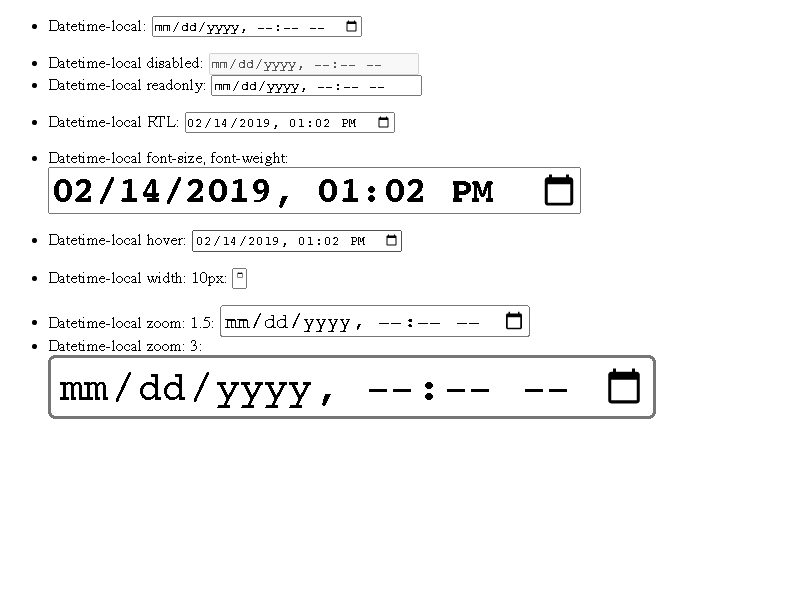 Datetime-local: mm/dd/yyyy, --:-- --
Datetime-local disabled: mm/dd/yyyy, --:-- --
Datetime-local readonly: mm/dd/yyyy, --:-- --
Datetime-local RTL: 02/14/2019, 01:02 PM
Datetime-local font-size, font-weight:
02/14/2019, 01:02 PM
Datetime-local hover: 02/14/2019, 01:02 PM
Datetime-local width: 10px:
Datetime-local zoom: 1.5: mm/dd/yyyy, --:-- --
Datetime-local zoom: 3:
mm/dd/yyyy, --:-- --